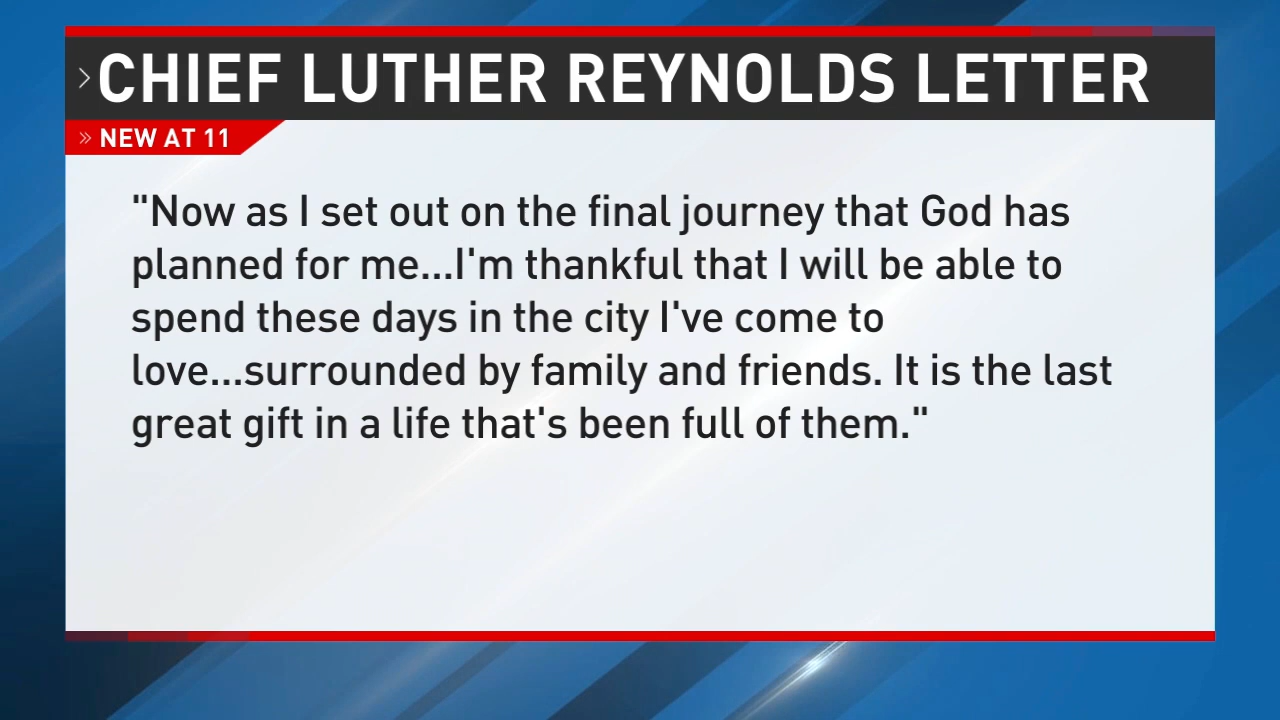 CHIEF LUTHER REYNOLDS LETTER
NEW AT 11
"Now as I set out on the final journey that God has
planned for me...I'm thankful that I will be able to
spend these days in the city I've come to
love...surrounded by family and friends. It is the last
great gift in a life that's been full of them."